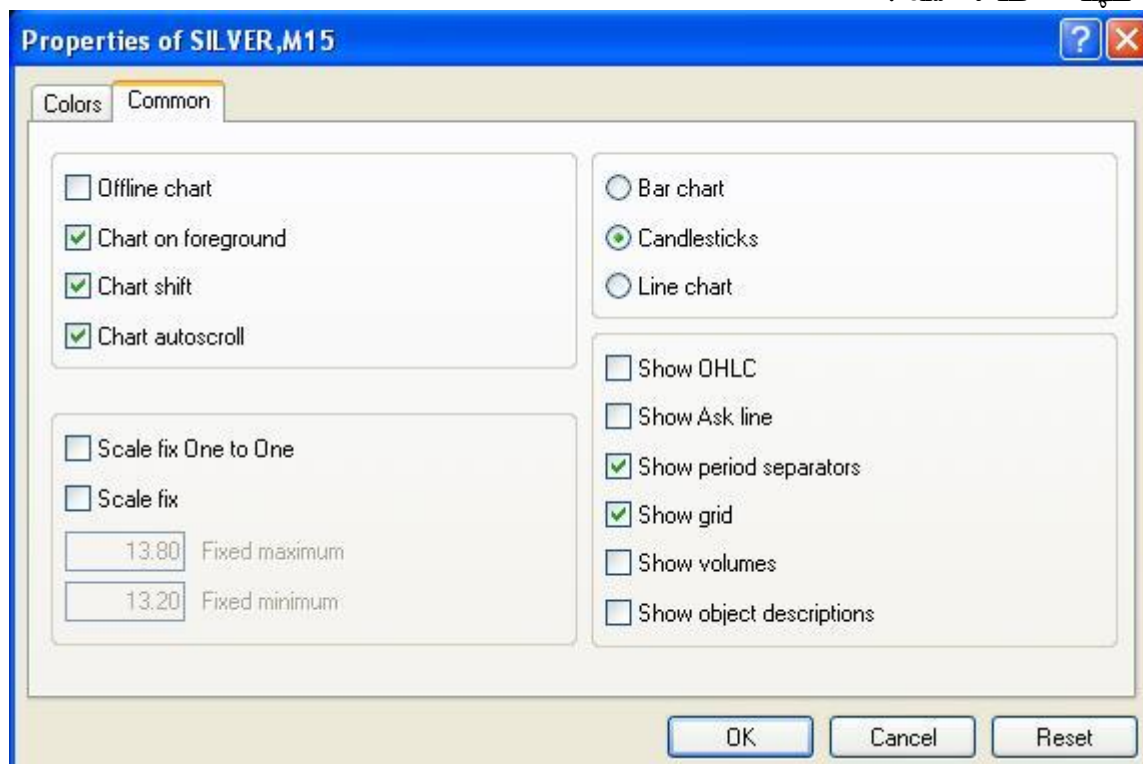 Properties of SILVER,M15
Colors
Common
Offline chart
Chart on foreground
Chart shift
Chart autoscroll
Scale fix One to One
Scale fix
13.80 Fixed maximum
13.20 Fixed minimum
Bar chart
Candlesticks
Line chart
Show OHLC
Show Ask line
Show period separators
Show grid
Show volumes
Show object descriptions
OK
Cancel
Reset